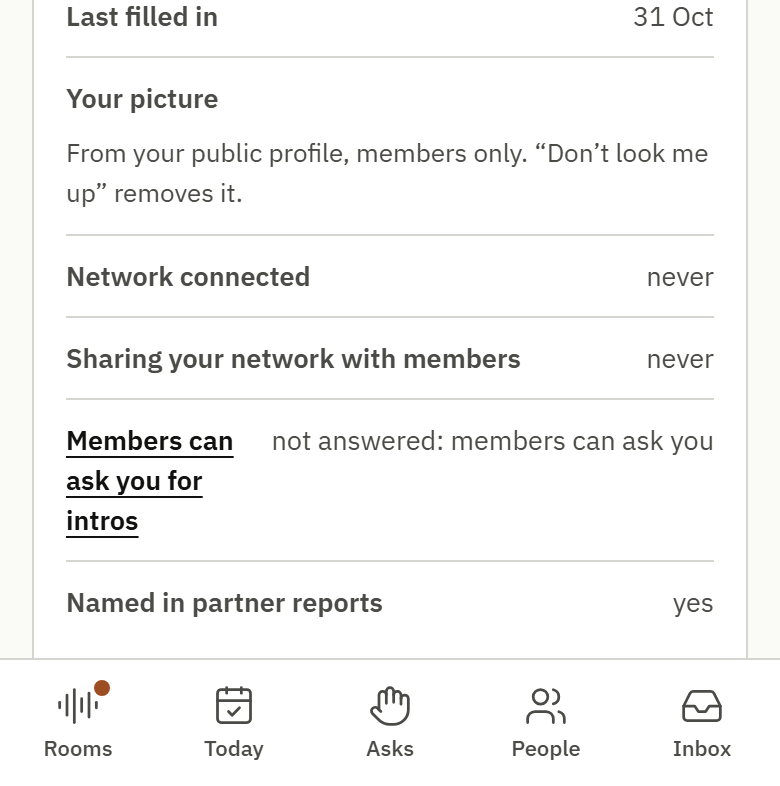 Last filled in 31 Oct
Your picture
From your public profile, members only. “Don’t look me
up” removes it.
Network connected never
Sharing your network with members never
Members can not answered: members can ask you
ask you for
intros
Named in partner reports yes
Rooms Today Asks People Inbox